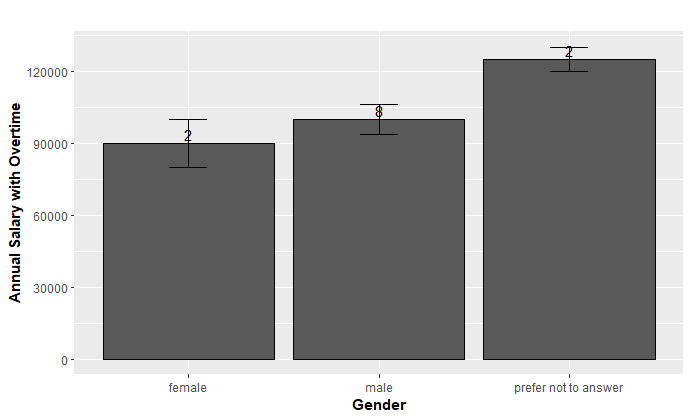 Annual Salary with Overtime
120000
90000
60000
30000
0
2
8
2
female
male
prefer not to answer
Gender